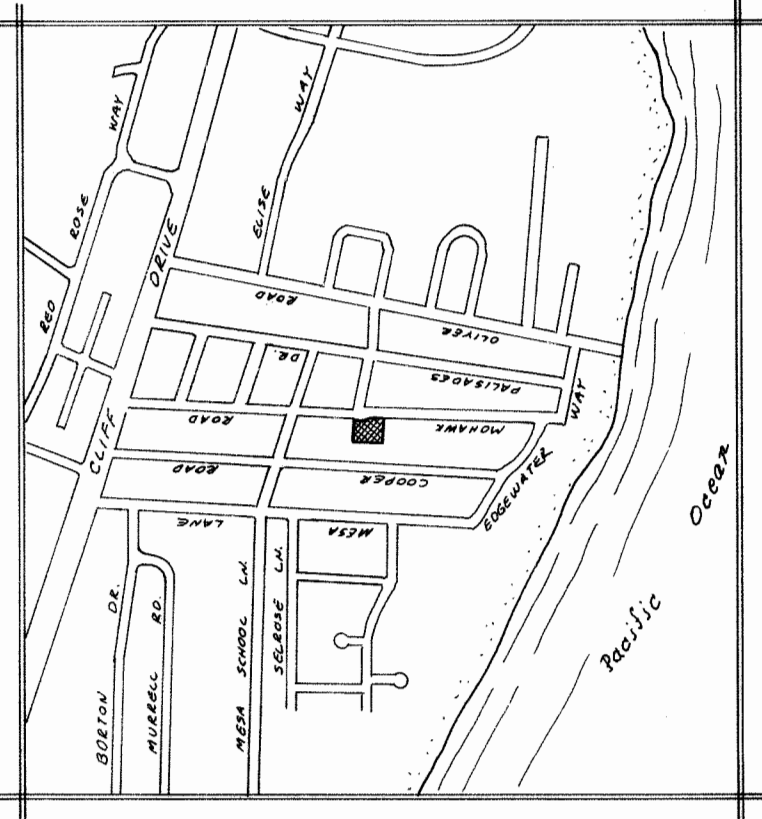 RED ROSE WAY
CLIFF DRIVE
ELISE WAY
OLIVER ROAD
PALISADES DR.
MOHAWK ROAD
COOPER ROAD
MESA LANE
EDGEWATER WAY
BORTON DR.
MURRELL RD.
MESA SCHOOL LN.
SELROSE LN.
Pacific Ocean